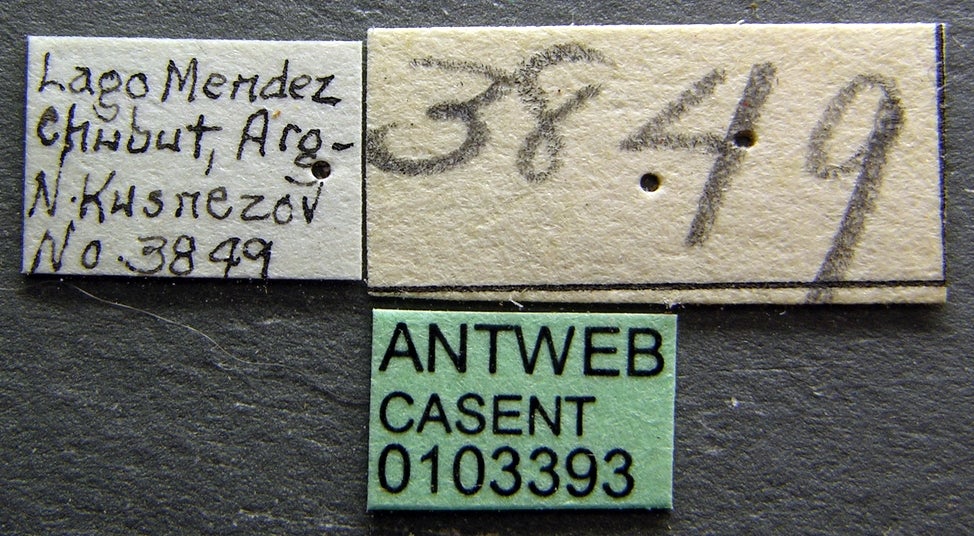 Lago Mendez
Chubut, Arg-
N. Kusnezov
No. 3849
3849
ANTWEB
CASENT
0103393